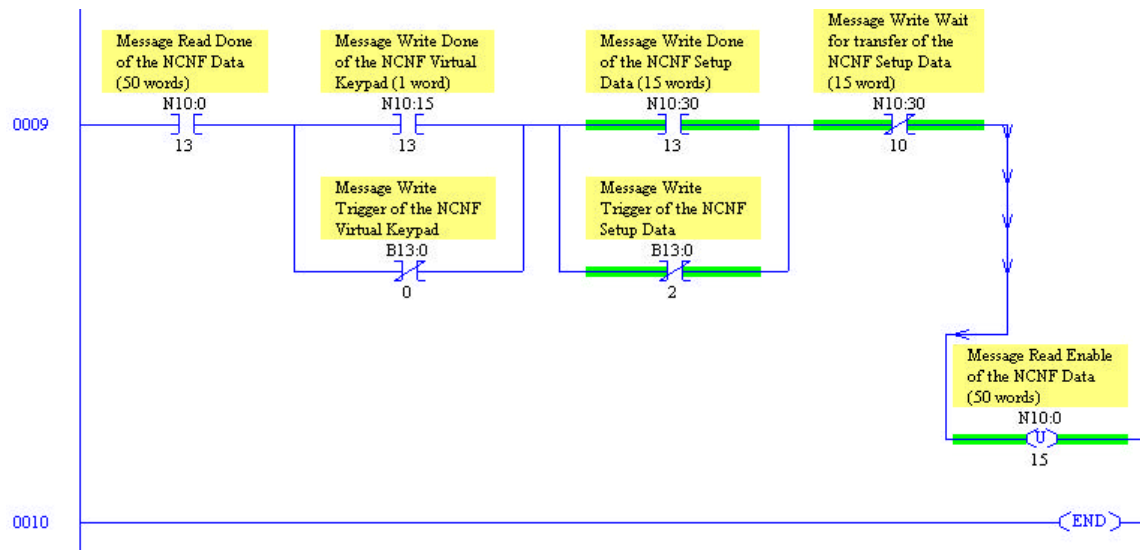 Message Read Done
of the NCNF Data
(50 words)
N10:0
13
Message Write Done
of the NCNF Virtual
Keypad (1 word)
N10:15
13
Message Write Done
of the NCNF Setup
Data (15 words)
N10:30
13
Message Write Wait
for transfer of the
NCNF Setup Data
(15 word)
N10:30
10
0009
Message Write
Trigger of the NCNF
Virtual Keypad
B13:0
0
Message Write
Trigger of the NCNF
Setup Data
B13:0
2
Message Read Enable
of the NCNF Data
(50 words)
N10:0
U
15
0010
END